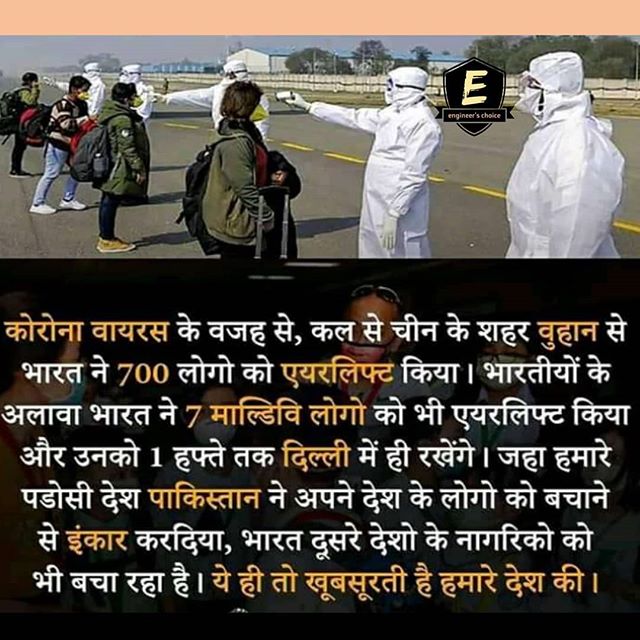 E
engineer's choice
कोरोना वायरस के वजह से, कल से चीन के शहर वुहान से
भारत ने 700 लोगो को एयरलिफ्ट किया। भारतीयों के
अलावा भारत ने 7 माल्डिवि लोगो को भी एयरलिफ्ट किया
और उनको 1 हफ्ते तक दिल्ली में ही रखेंगे। जहा हमारे
पडोसी देश पाकिस्तान ने अपने देश के लोगो को बचाने
से इंकार करदिया, भारत दूसरे देशो के नागरिको को
भी बचा रहा है। ये ही तो खूबसूरती है हमारे देश की।